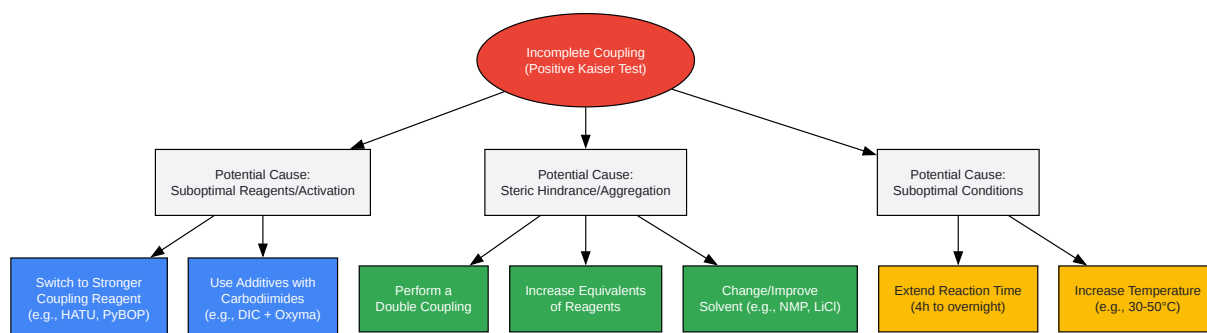 Incomplete Coupling
(Positive Kaiser Test)
Potential Cause:
Suboptimal Reagents/Activation
Potential Cause:
Steric Hindrance/Aggregation
Potential Cause:
Suboptimal Conditions
Switch to Stronger
Coupling Reagent
(e.g., HATU, PyBOP)
Use Additives with
Carbodiimides
(e.g., DIC + Oxyma)
Perform a
Double Coupling
Increase Equivalents
of Reagents
Change/Improve
Solvent (e.g., NMP, LiCl)
Extend Reaction Time
(4h to overnight)
Increase Temperature
(e.g., 30-50°C)